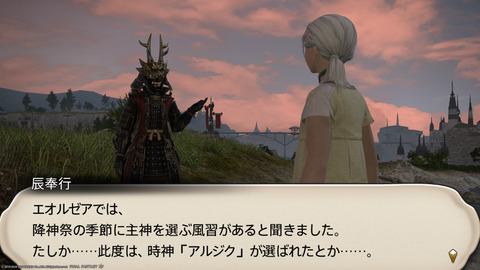 辰奉行
エオルゼアでは、
降神祭の季節に主神を選ぶ風習があると聞きました。
たしか……此度は、時神「アルジク」が選ばれたとか……。